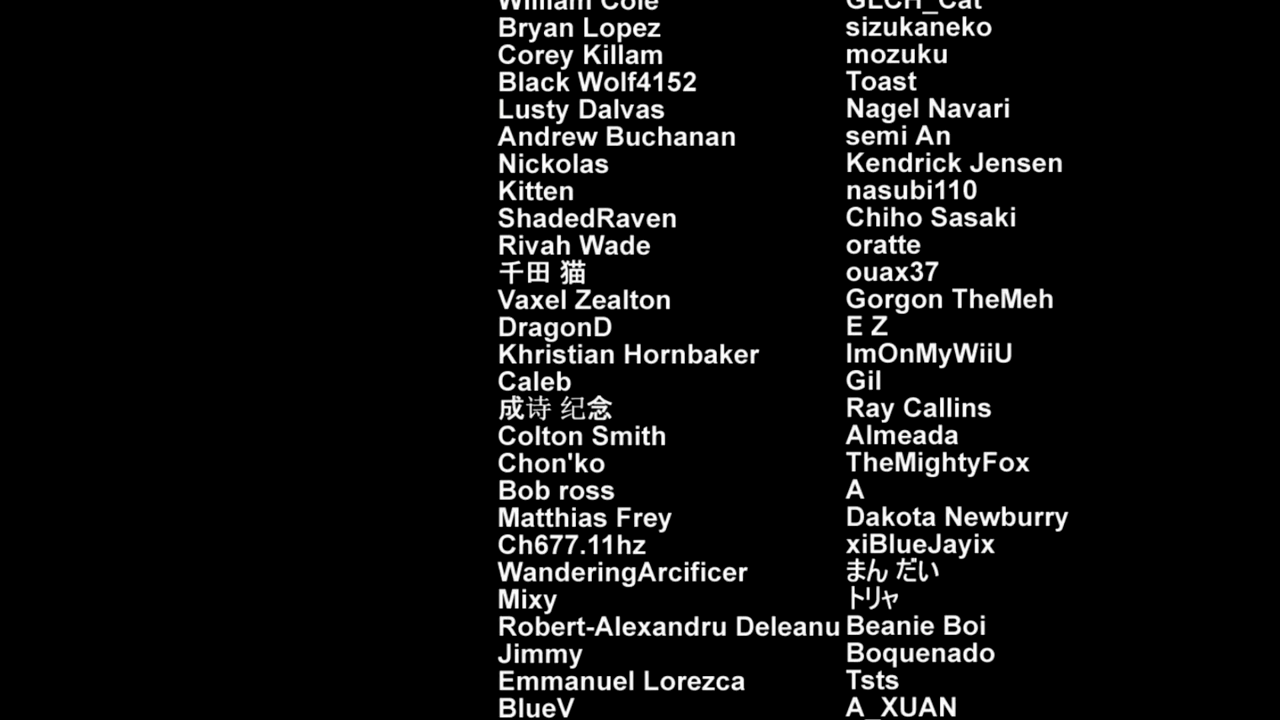 William Cole
Bryan Lopez
Corey Killam
Black Wolf4152
Lusty Dalvas
Andrew Buchanan
Nickolas
Kitten
ShadedRaven
Rivah Wade
千田 猫
Vaxel Zealton
DragonD
Khristian Hornbaker
Caleb
成诗 纪念
Colton Smith
Chon'ko
Bob ross
Matthias Frey
Ch677.11hz
WanderingArcificer
Mixy
Robert-Alexandru Deleanu
Jimmy
Emmanuel Lorezca
BlueV
GLCH_Cat
sizukaneko
mozuku
Toast
Nagel Navari
semi An
Kendrick Jensen
nasubi110
Chiho Sasaki
oratte
ouax37
Gorgon TheMeh
E Z
ImOnMyWiiU
Gil
Ray Callins
Almeada
TheMightyFox
A
Dakota Newburry
xiBlueJayix
まん だい
トリャ
Beanie Boi
Boquenado
Tsts
A_XUAN